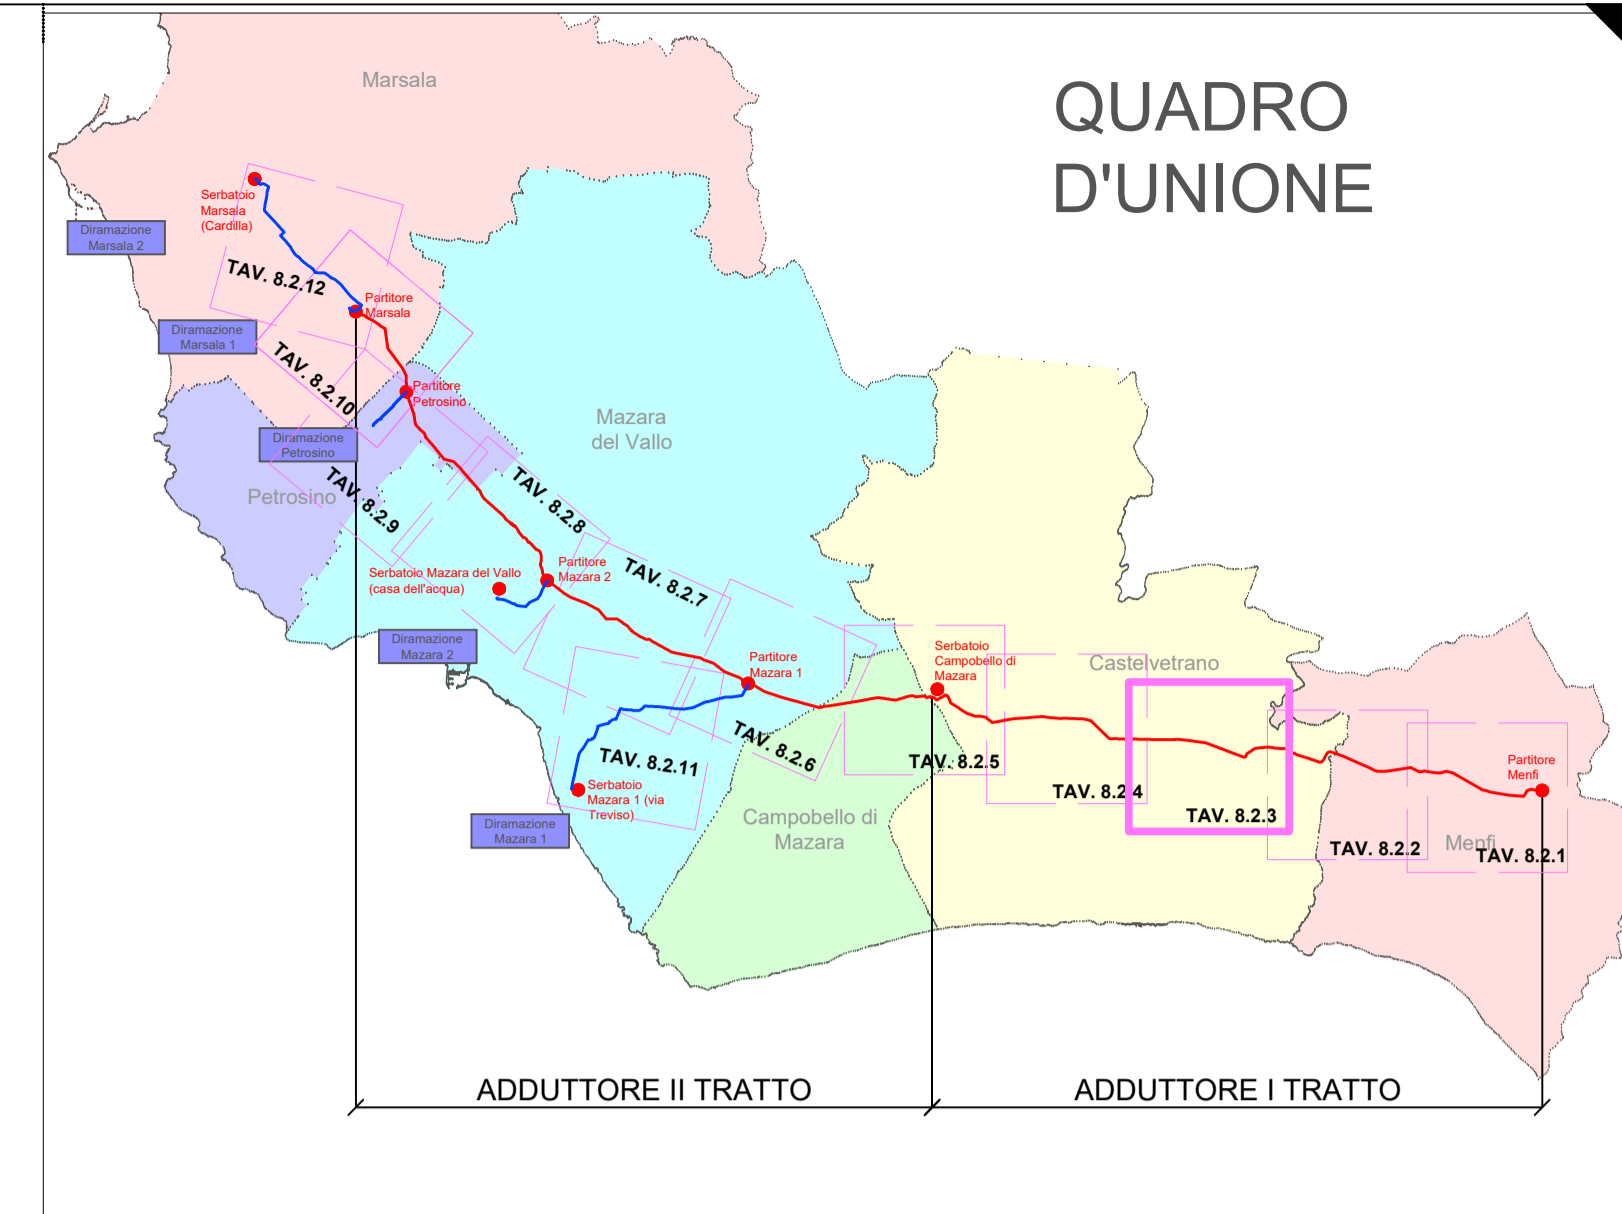 QUADRO
D'UNIONE
Marsala
Serbatoio
Marsala
(Cardilla)
Diramazione
Marsala 2
TAV. 8.2.12
Partitore
Marsala
Diramazione
Marsala 1
TAV. 8.2.10
Partitore
Petrosino
Mazara
del Vallo
Diramazione
Petrosino
Petrosino
TAV. 8.2.9
TAV. 8.2.8
Partitore
Mazara 2
Serbatoio Mazara del Vallo
(casa dell'acqua)
TAV. 8.2.7
Diramazione
Mazara 2
Partitore
Mazara 1
Serbatoio
Campobello di
Mazara
Castelvetrano
TAV. 8.2.6
TAV. 8.2.11
TAV. 8.2.5
Serbatoio
Mazara 1 (via
Treviso)
Diramazione
Mazara 1
TAV. 8.2.4
TAV. 8.2.3
Partitore
Menfi
Campobello di
Mazara
TAV. 8.2.2
Menfi
TAV. 8.2.1
ADDUTTORE II TRATTO
ADDUTTORE I TRATTO